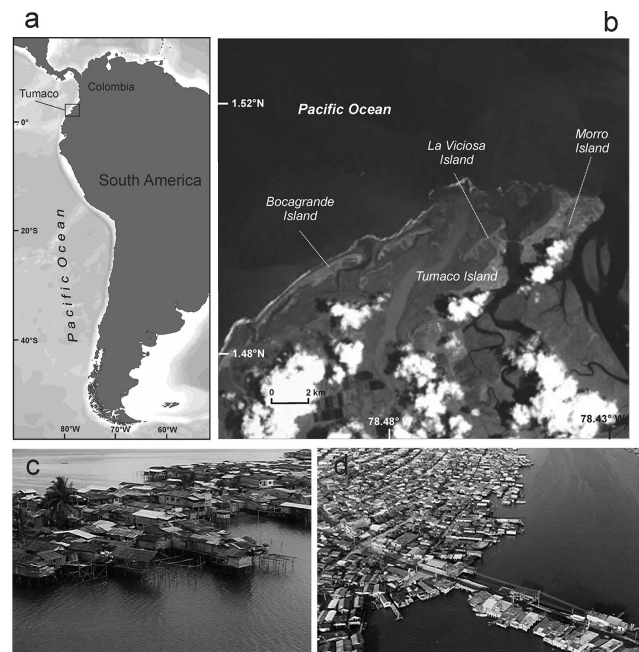 a
Colombia
Tumaco
0°
South America
Pacific Ocean
20°S
40°S
80°W
70°W
60°W
b
1.52°N
Pacific Ocean
Morro
Island
La Viciosa
Island
Bocagrande
Island
Tumaco Island
1.48°N
0 2 km
78.48° W
78.43° W
c
d